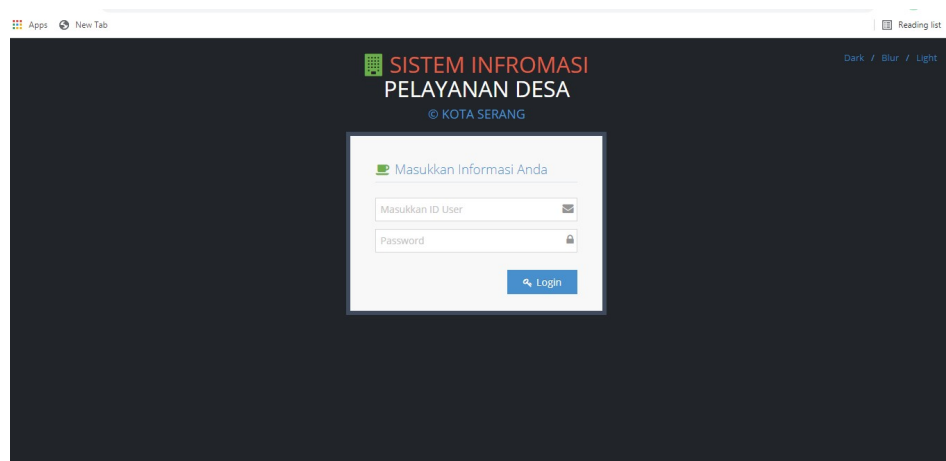 Apps New Tab Reading list
SISTEM INFROMASI
PELAYANAN DESA
© KOTA SERANG
Dark / Blur / Light
Masukkan Informasi Anda
Masukkan ID User
Password
Login